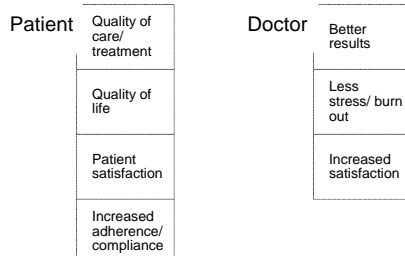 Patient
Quality of
care/
treatment
Quality of
life
Patient
satisfaction
Increased
adherence/
compliance
Doctor
Better
results
Less
stress/ burn
out
Increased
satisfaction